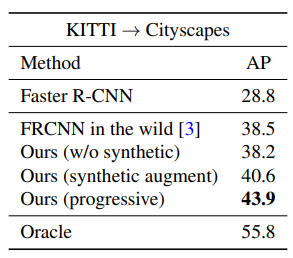 KITTI → Cityscapes
Method AP
Faster R-CNN 28.8
FRCNN in the wild [3] 38.5
Ours (w/o synthetic) 38.2
Ours (synthetic augment) 40.6
Ours (progressive) 43.9
Oracle 55.8